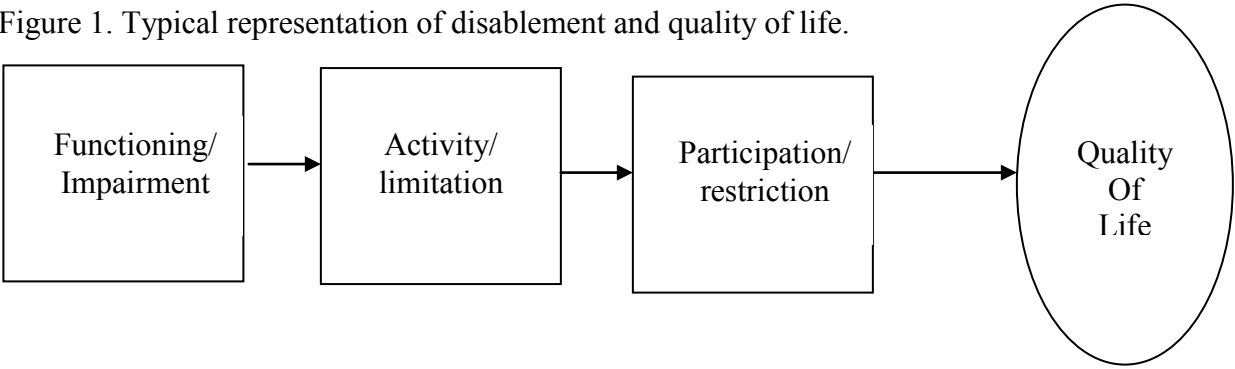 Figure 1. Typical representation of disablement and quality of life.
Functioning/
Impairment
Activity/
limitation
Participation/
restriction
Quality
Of
Life